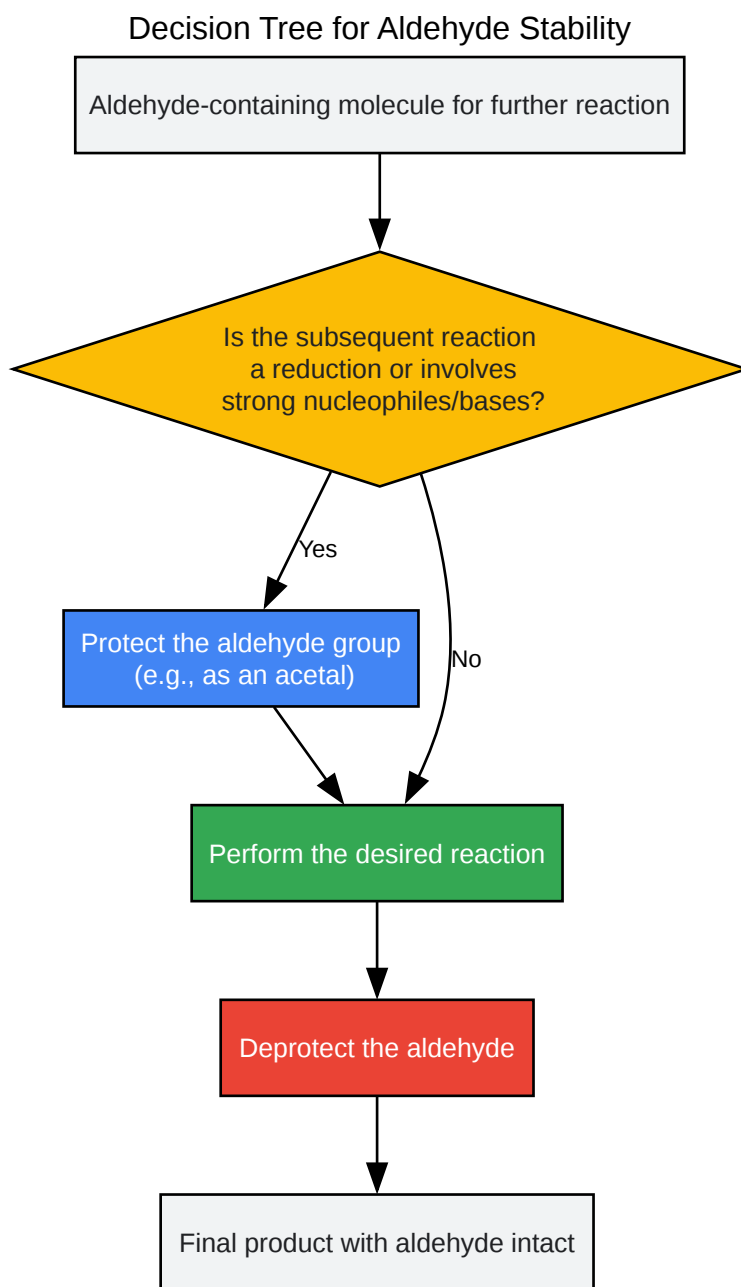 Decision Tree for Aldehyde Stability
Aldehyde-containing molecule for further reaction
Is the subsequent reaction
a reduction or involves
strong nucleophiles/bases?
Yes
Protect the aldehyde group
(e.g., as an acetal)
No
Perform the desired reaction
Deprotect the aldehyde
Final product with aldehyde intact